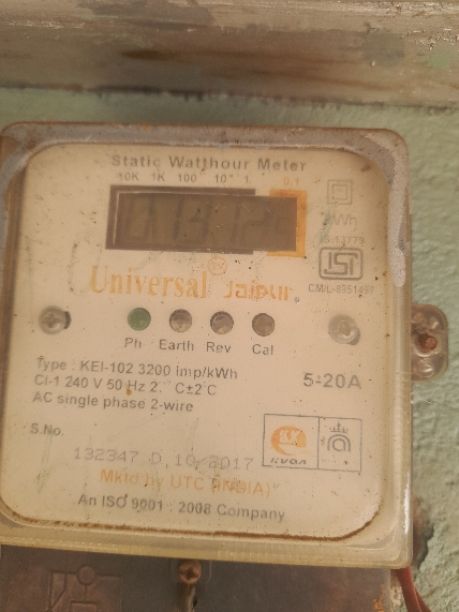 Static Watthour Meter
10K 1K 100 10 1 0.1
kWh
IS-13779
Universal Jaipur
Ph Earth Rev Cal
Type : KEI-102 3200 imp/kWh
Cl-1 240 V 50 Hz 2 °C±2°C
AC single phase 2-wire
5-20A
S.No.
132347 D.10/2017
Mktd by UTC (INDIA)
An ISO 9001 : 2008 Company